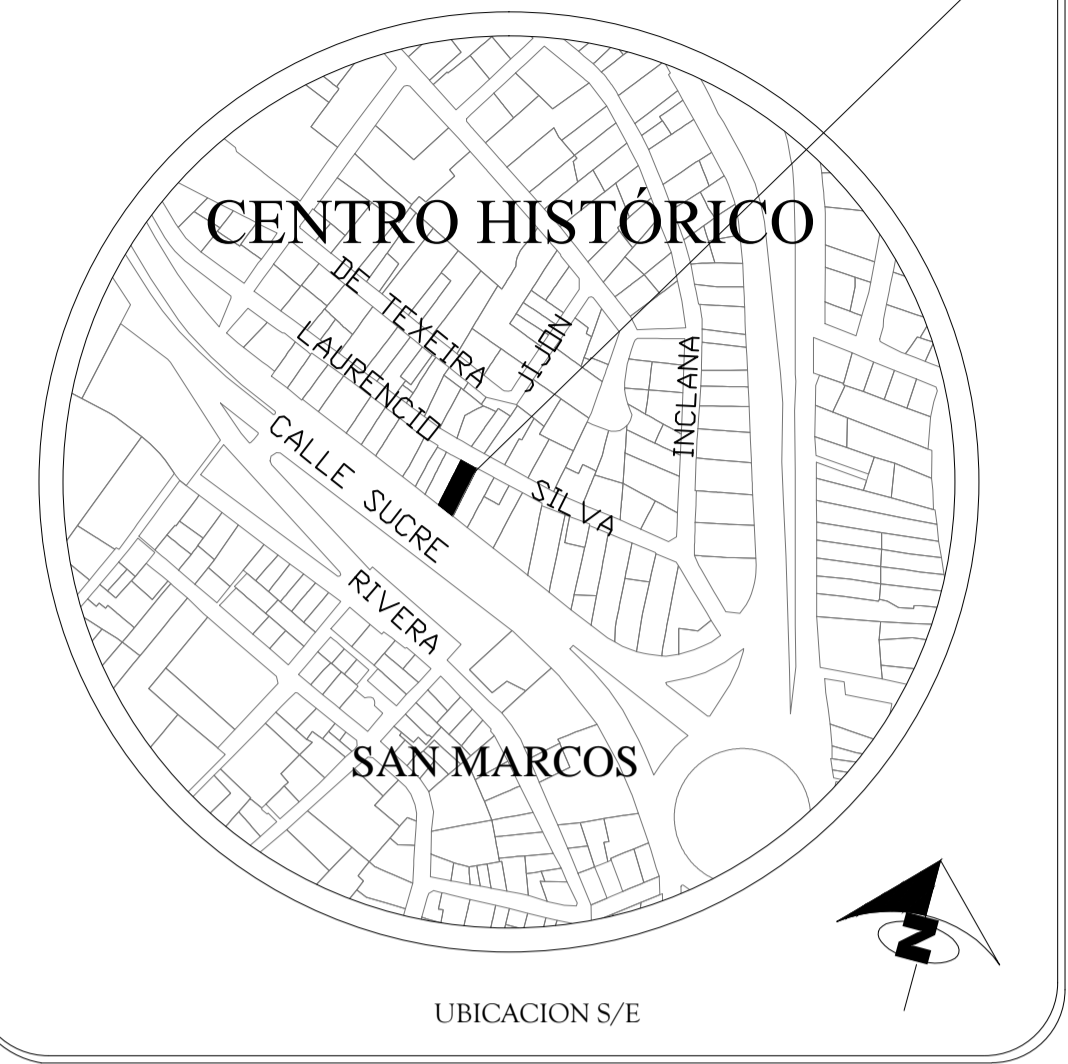 CENTRO HISTÓRICO
DE TEXEIRA
JIJON
LAURENCIO
INCLANA
CALLE SUCRE
SILVA
RIVERA
SAN MARCOS
N
UBICACION S/E